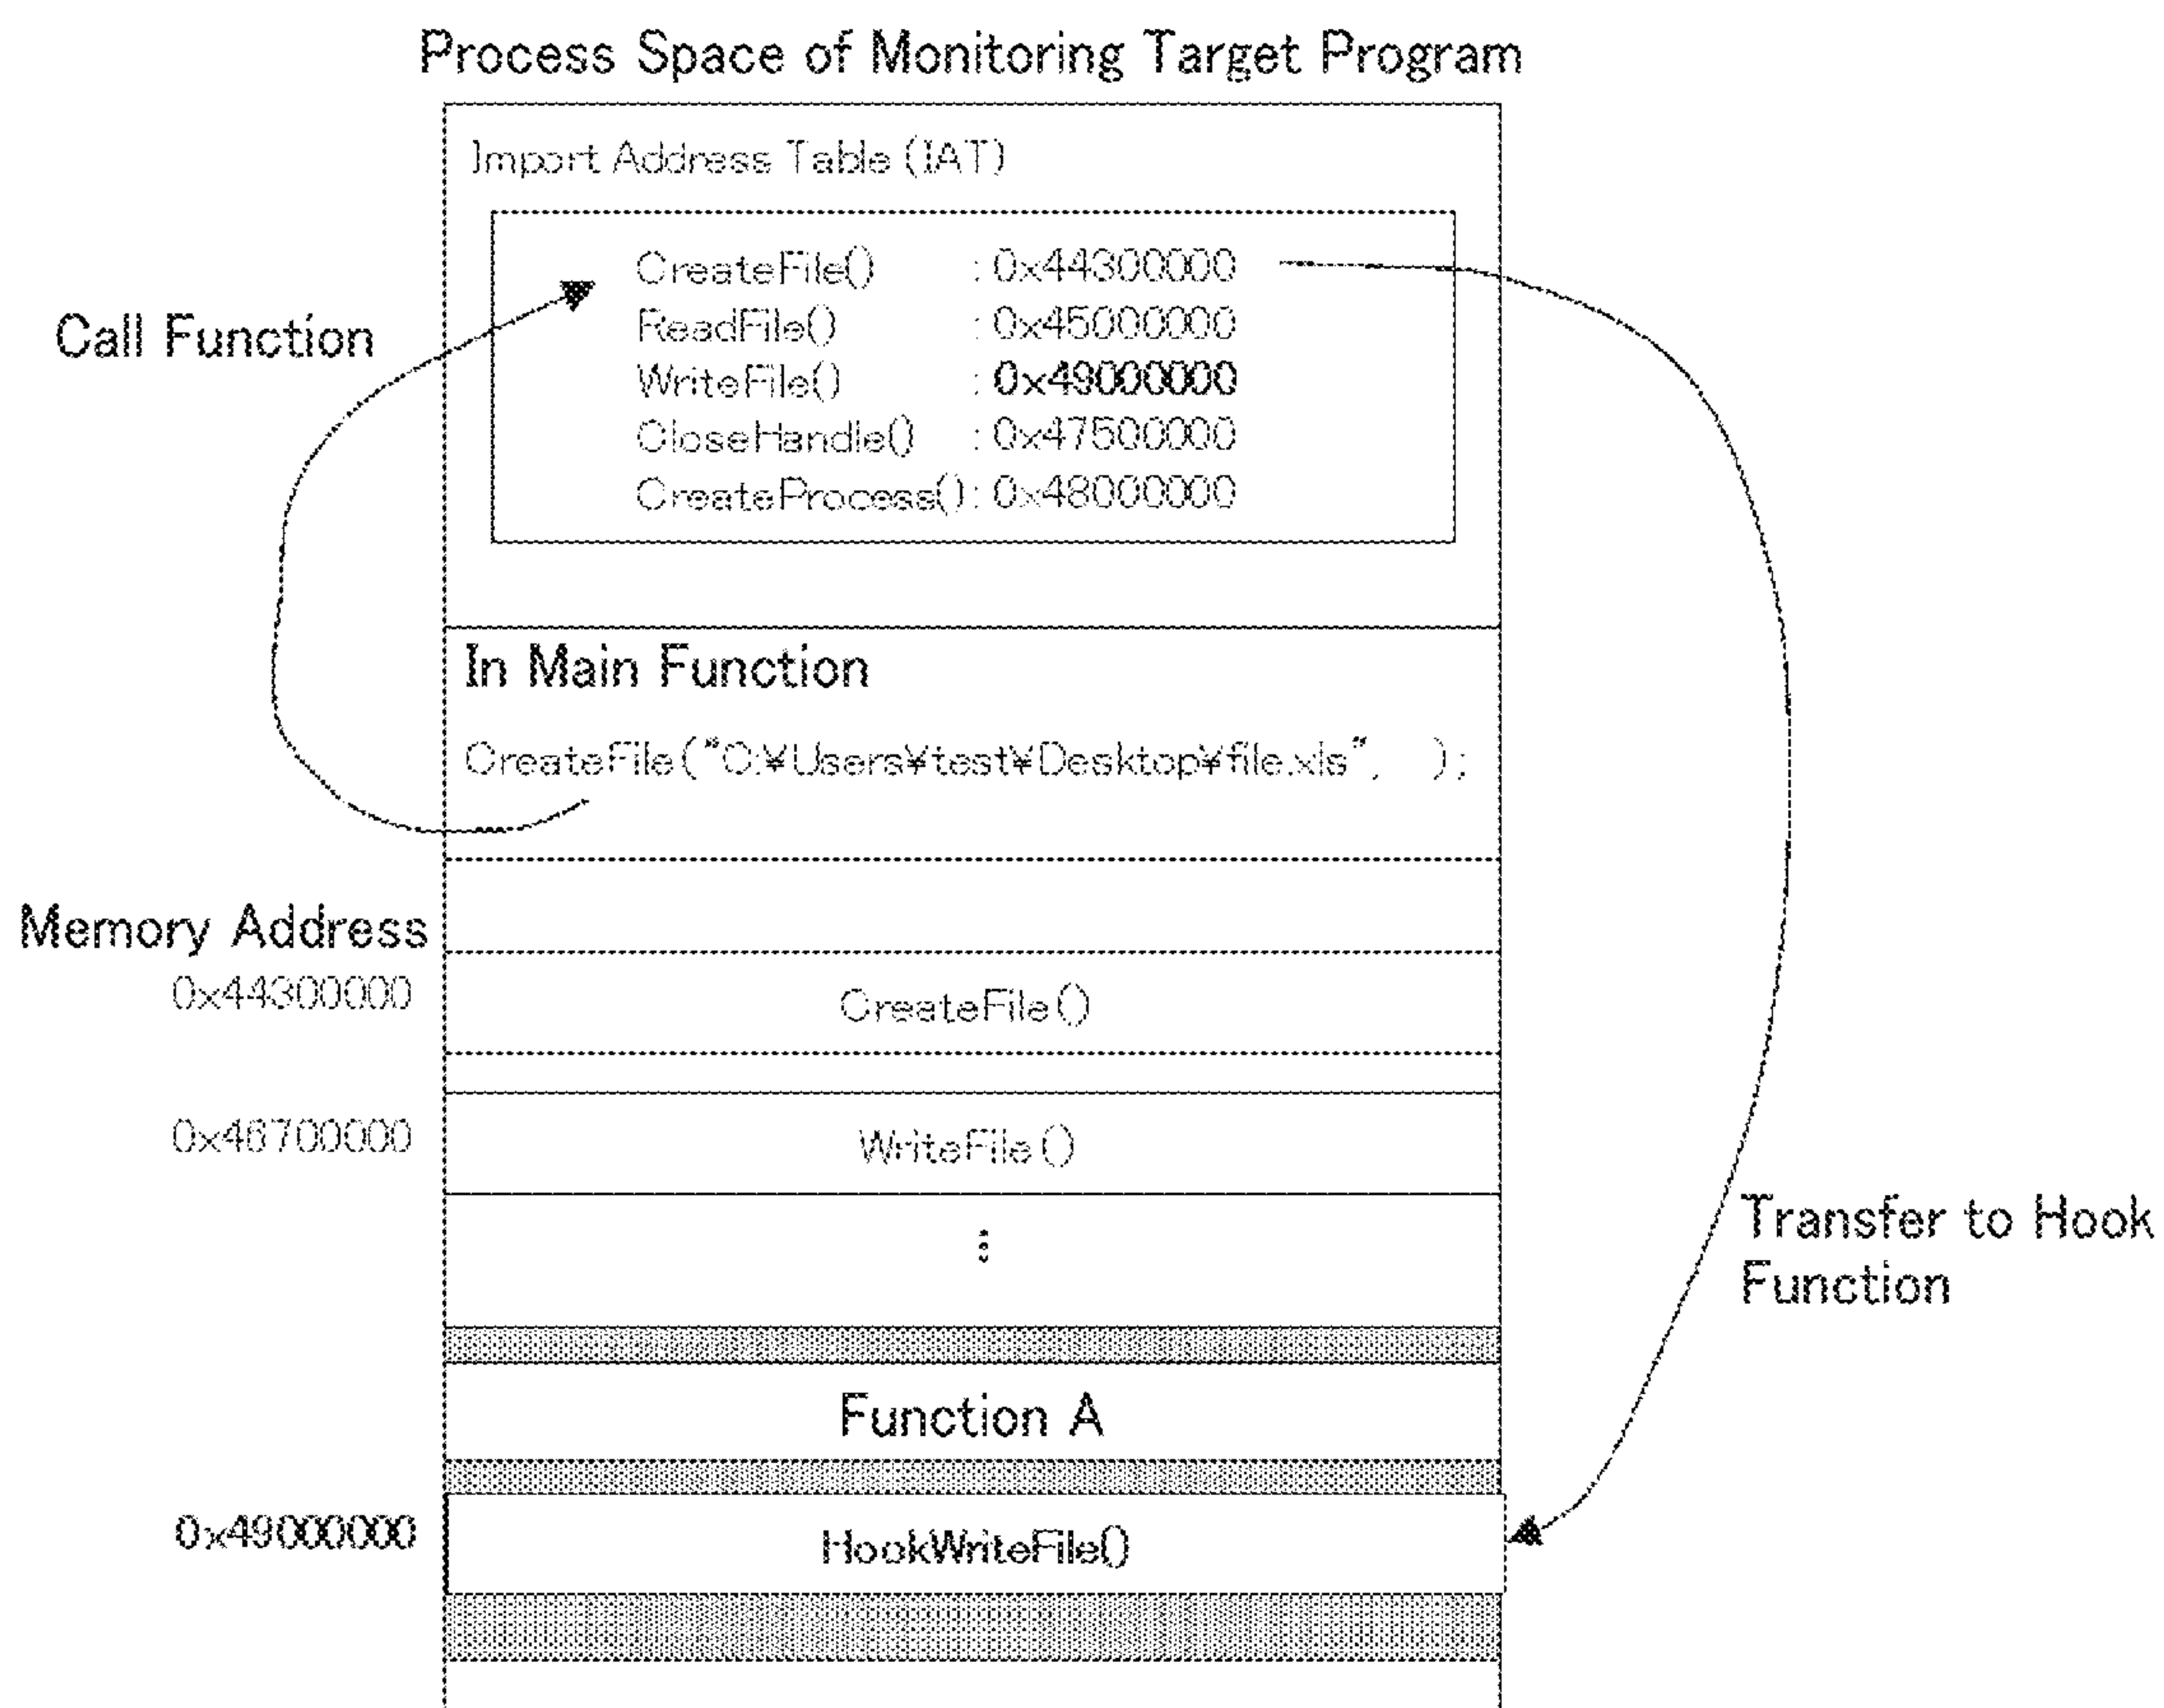 Process Space of Monitoring Target Program
Import Address Table (IAT)
CreateFile() : 0x44300000
ReadFile() : 0x45000000
WriteFile() : 0x49000000
CloseHandle() : 0x47500000
CreateProcess() : 0x48000000
Call Function
In Main Function
CreateFile("C:¥Users¥test¥Desktop¥file.xls", );
Memory Address
0x44300000
CreateFile()
0x46700000
WriteFile()
⋮
Transfer to Hook
Function
Function A
0x49000000
HookWriteFile()